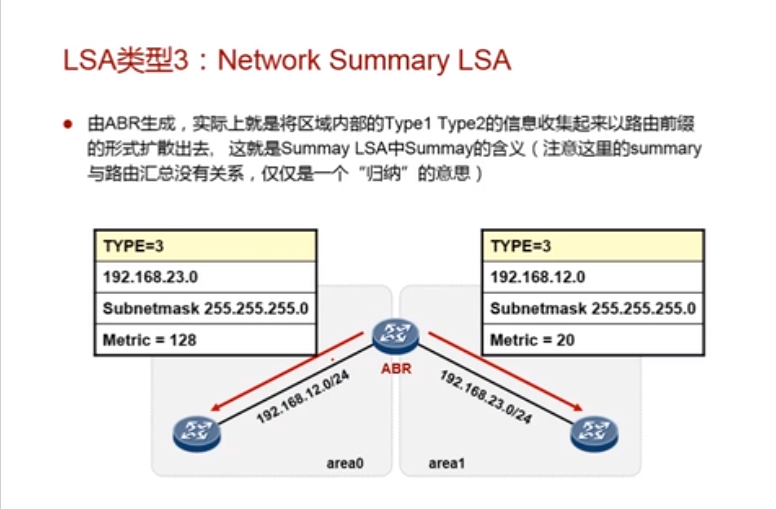 LSA类型3：Network Summary LSA
由ABR生成，实际上就是将区域内部的Type1 Type2的信息收集起来以路由前缀
的形式扩散出去，这就是Summay LSA中Summay的含义（注意这里的summary
与路由汇总没有关系，仅仅是一个“归纳”的意思）
TYPE=3
192.168.23.0
Subnetmask 255.255.255.0
Metric = 128
TYPE=3
192.168.12.0
Subnetmask 255.255.255.0
Metric = 20
ABR
192.168.12.0/24
192.168.23.0/24
area0
area1